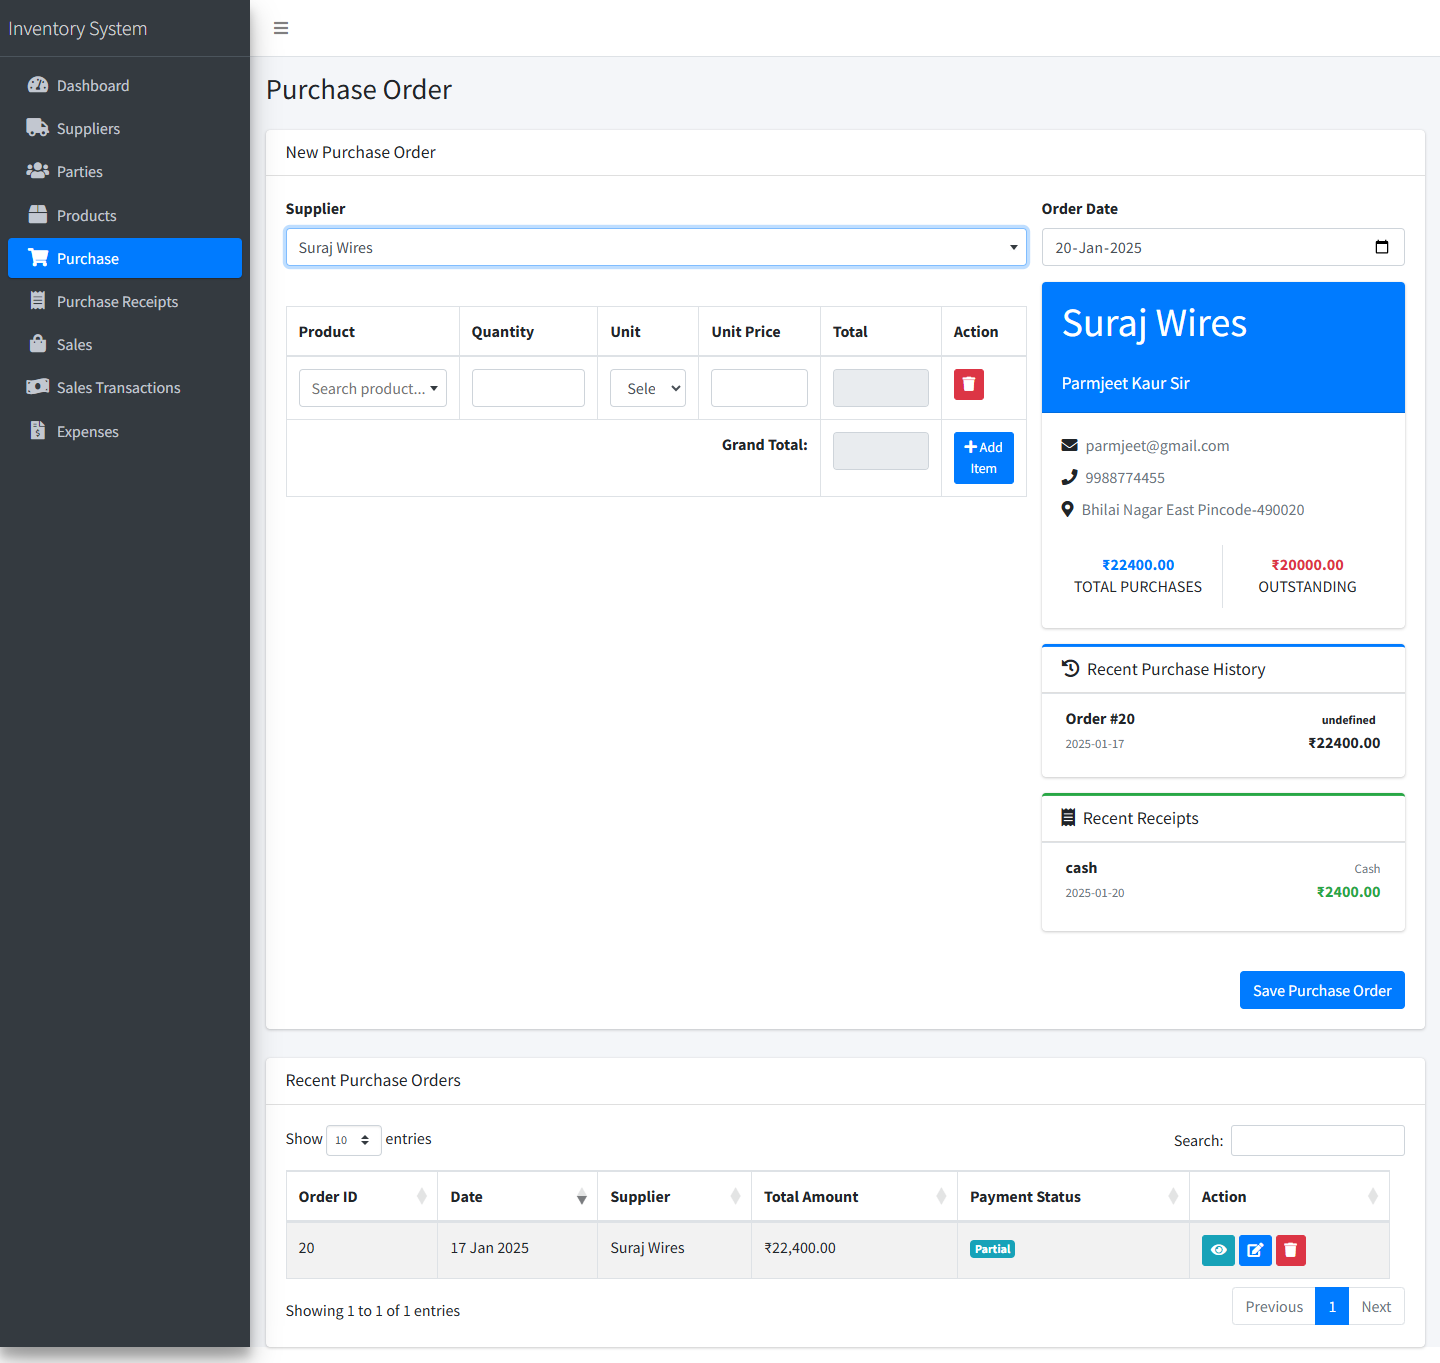 Inventory System
Dashboard
Suppliers
Parties
Products
Purchase
Purchase Receipts
Sales
Sales Transactions
Expenses
Purchase Order
New Purchase Order
Supplier
Suraj Wires
Order Date
20-Jan-2025
Product Quantity Unit Unit Price Total Action
Search product... Sele
Grand Total:
Add
Item
Suraj Wires
Parmjeet Kaur Sir
parmjeet@gmail.com
9988774455
Bhilai Nagar East Pincode-490020
₹22400.00 ₹20000.00
TOTAL PURCHASES OUTSTANDING
Recent Purchase History
Order #20 undefined
2025-01-17 ₹22400.00
Recent Receipts
cash Cash
2025-01-20 ₹2400.00
Save Purchase Order
Recent Purchase Orders
Show 10 entries Search:
Order ID Date Supplier Total Amount Payment Status Action
20 17 Jan 2025 Suraj Wires ₹22,400.00 Partial
Showing 1 to 1 of 1 entries Previous 1 Next